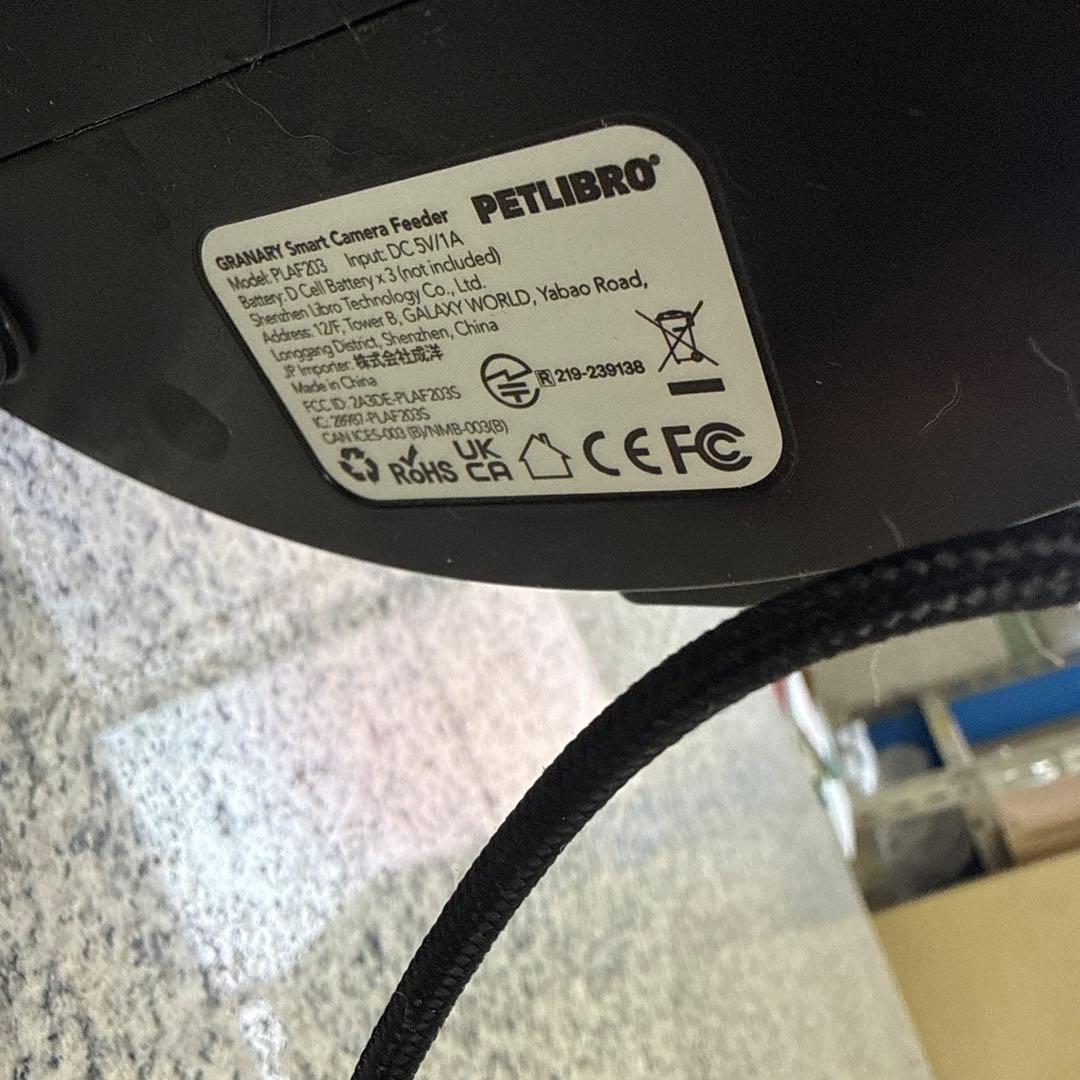 PETLIBRO®
GRANARY Smart Camera Feeder
Model: PLAF203 Input: DC 5V/1A
Battery: D Cell Battery x 3 (not included)
Shenzhen Libro Technology Co., Ltd.
Address: 12/F, Tower B, GALAXY WORLD, Yabao Road,
Longgang District, Shenzhen, China
JP Importer: 株式会社成洋
Made in China
FCC ID: 2A3DE-PLAF203S
IC: 28987-PLAF203S
CAN ICES-003 (B)/NMB-003(B)
R 219-239138
RoHS UK CA CE FC